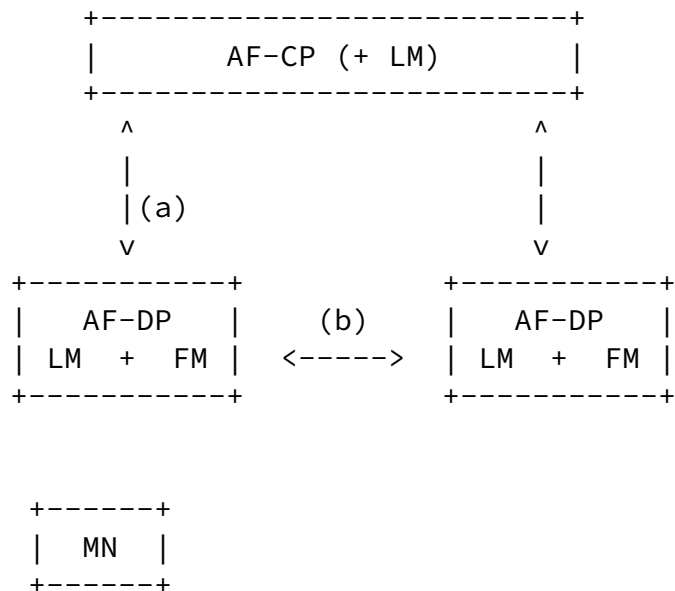 AF-CP (+ LM)
(a)
AF-DP (b) AF-DP
LM + FM <-----> LM + FM
MN